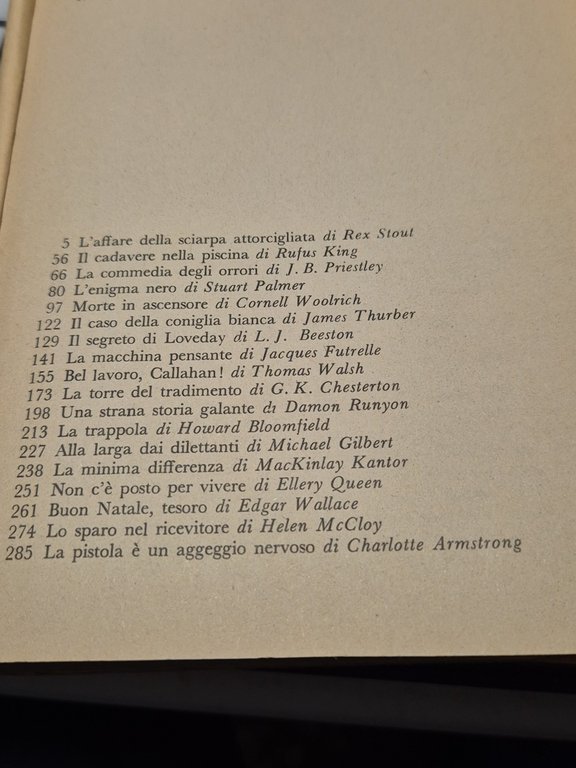 5 L'affare della sciarpa attorcigliata di Rex Stout
56 Il cadavere nella piscina di Rufus King
66 La commedia degli orrori di J. B. Priestley
80 L'enigma nero di Stuart Palmer
97 Morte in ascensore di Cornell Woolrich
122 Il caso della coniglia bianca di James Thurber
129 Il segreto di Loveday di L. J. Beeston
141 La macchina pensante di Jacques Futrelle
155 Bel lavoro, Callahan! di Thomas Walsh
173 La torre del tradimento di G. K. Chesterton
198 Una strana storia galante di Damon Runyon
213 La trappola di Howard Bloomfield
227 Alla larga dai dilettanti di Michael Gilbert
238 La minima differenza di MacKinlay Kantor
251 Non c'è posto per vivere di Ellery Queen
261 Buon Natale, tesoro di Edgar Wallace
274 Lo sparo nel ricevitore di Helen McCloy
285 La pistola è un aggeggio nervoso di Charlotte Armstrong